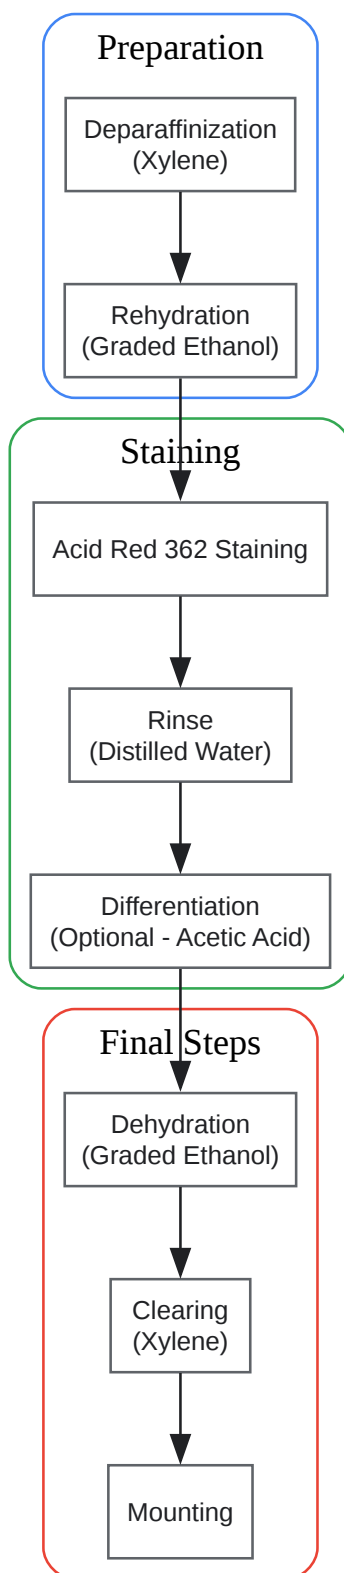 Preparation
Deparaffinization
(Xylene)
Rehydration
(Graded Ethanol)
Staining
Acid Red 362 Staining
Rinse
(Distilled Water)
Differentiation
(Optional - Acetic Acid)
Final Steps
Dehydration
(Graded Ethanol)
Clearing
(Xylene)
Mounting